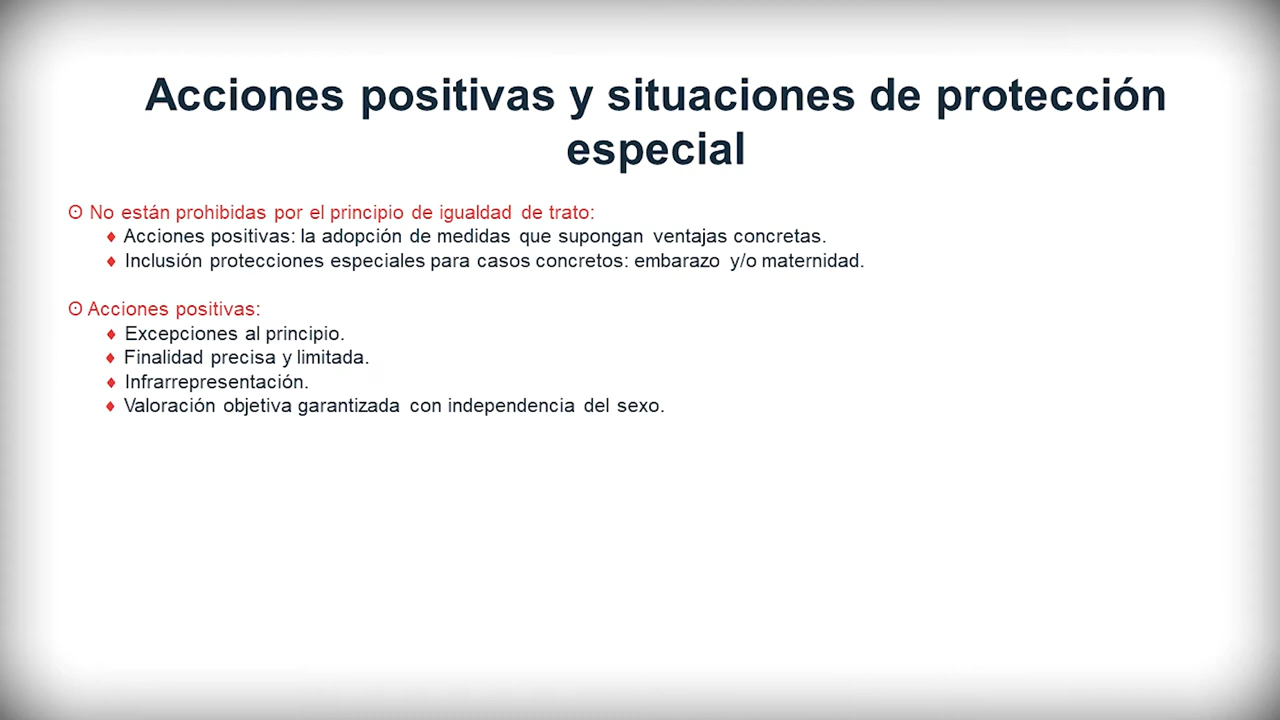 Acciones positivas y situaciones de protección
especial
⊙ No están prohibidas por el principio de igualdad de trato:
♦ Acciones positivas: la adopción de medidas que supongan ventajas concretas.
♦ Inclusión protecciones especiales para casos concretos: embarazo y/o maternidad.
⊙ Acciones positivas:
♦ Excepciones al principio.
♦ Finalidad precisa y limitada.
♦ Infrarrepresentación.
♦ Valoración objetiva garantizada con independencia del sexo.